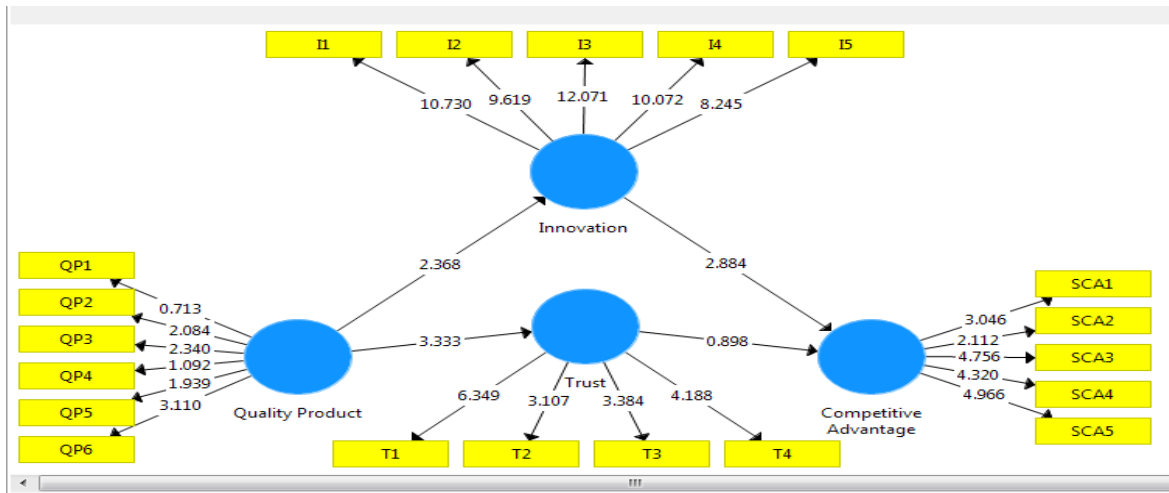 I1 I2 I3 I4 I5
10.730 9.619 12.071 10.072 8.245
Innovation
2.368 2.884
QP1
QP2
QP3
QP4
QP5
QP6
0.713
2.084
2.340
1.092
1.939
3.110
Quality Product
3.333
Trust
0.898
6.349 3.107 3.384 4.188
T1 T2 T3 T4
Competitive
Advantage
3.046
2.112
4.756
4.320
4.966
SCA1
SCA2
SCA3
SCA4
SCA5